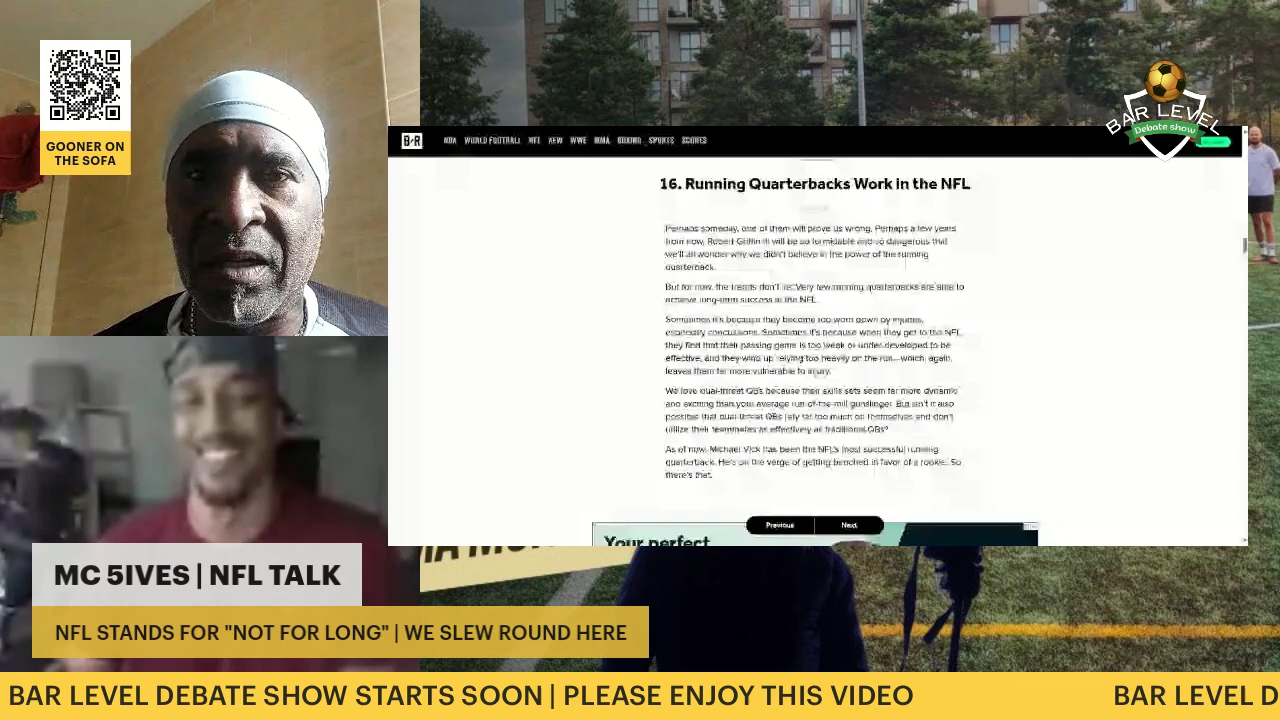 GOONER ON
THE SOFA
BAR LEVEL
Debate show
B/R
NBA WORLD FOOTBALL NFL AEW WWE MMA BOXING SPORTS SCORES
16. Running Quarterbacks Work in the NFL
Perhaps someday, one of them will prove us wrong. Perhaps a few years
from now, Robert Griffin III will be so formidable and so dangerous that
we'll all wonder why we didn't believe in the power of the running
quarterback.
But for now, the trends don't lie: Very few running quarterbacks are able to
achieve long-term success in the NFL.
Sometimes it's because they become too worn down by injuries,
especially concussions. Sometimes it's because when they get to the NFL,
they find that their passing game is too weak or under-developed to be
effective, and they wind up relying too heavily on the run—which, again,
leaves them far more vulnerable to injury.
We love dual-threat QBs because their skills sets seem far more dynamic
and exciting than your average run-of-the-mill gunslinger. But isn't it also
possible that dual-threat QBs rely far too much on themselves and don't
utilize their teammates as effectively as traditional QBs?
As of now, Michael Vick has been the NFL's most successful running
quarterback. He's on the verge of getting benched in favor of a rookie. So
there's that.
Previous Next
Your perfect
MC 5IVES | NFL TALK
NFL STANDS FOR "NOT FOR LONG" | WE SLEW ROUND HERE
BAR LEVEL DEBATE SHOW STARTS SOON | PLEASE ENJOY THIS VIDEO BAR LEVEL D